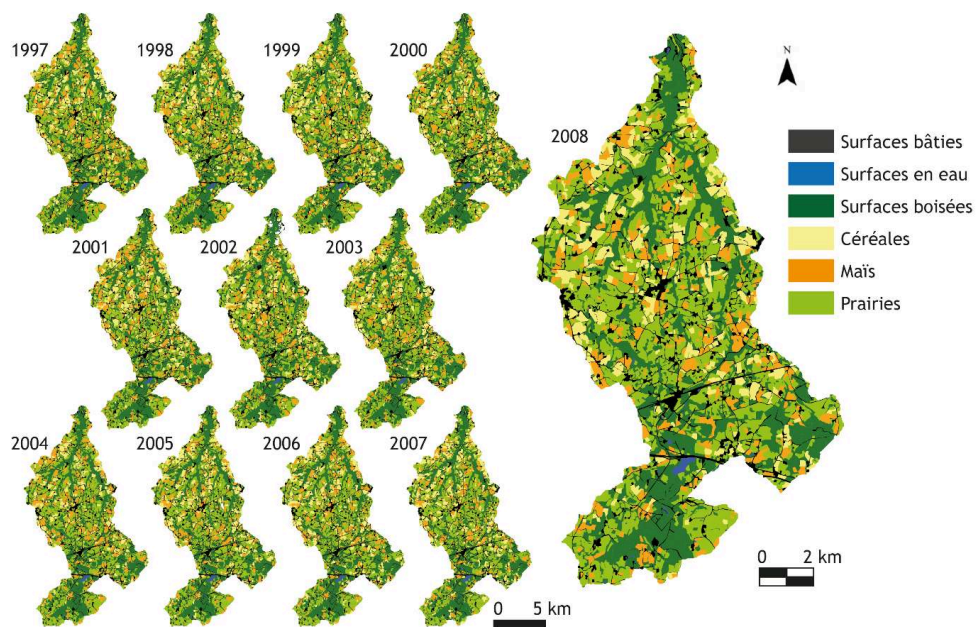 1997
1998
1999
2000
2001
2002
2003
2004
2005
2006
2007
0 5 km
2008
N
Surfaces bâties
Surfaces en eau
Surfaces boisées
Céréales
Maïs
Prairies
0 2 km